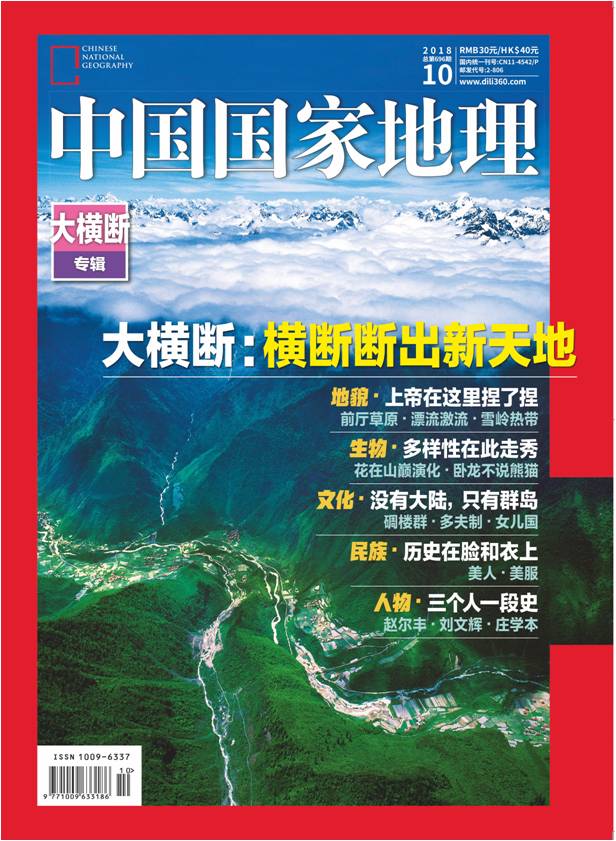 CHINESE
NATIONAL
GEOGRAPHY
2018
总第696期
10
RMB30元/HK$40元
国内统一刊号:CN11-4542/P
邮发代号:2-806
www.dili360.com
中国国家地理
大横断
专辑
大横断：横断断出新天地
地貌·上帝在这里捏了捏
前厅草原·漂流激流·雪岭热带
生物·多样性在此走秀
花在山巅演化·卧龙不说熊猫
文化·没有大陆，只有群岛
碉楼群·多夫制·女儿国
民族·历史在脸和衣上
美人·美服
人物·三个人一段史
赵尔丰·刘文辉·庄学本
ISSN 1009-6337
10>
9 771009 633186